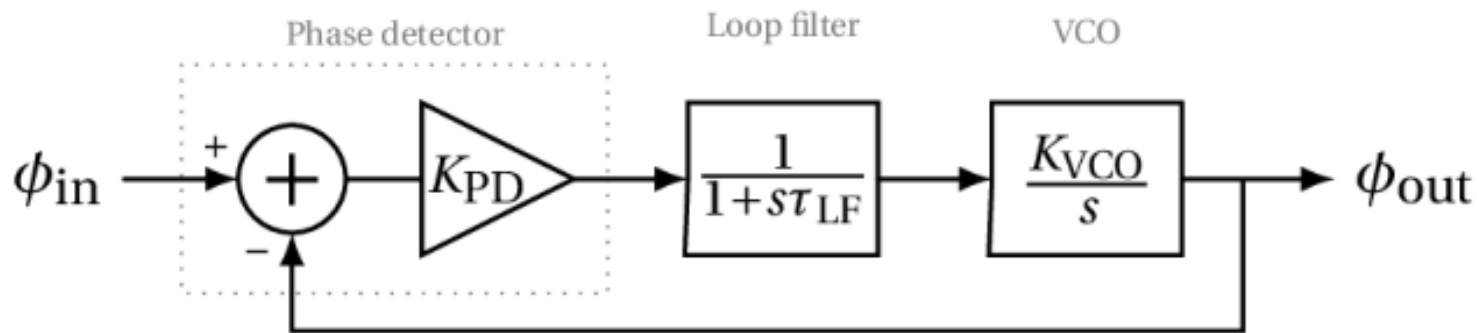 Phase detector
Loop filter
VCO
ϕin
+
+
−
KPD
1
1+sτLF
KVCO
s
ϕout